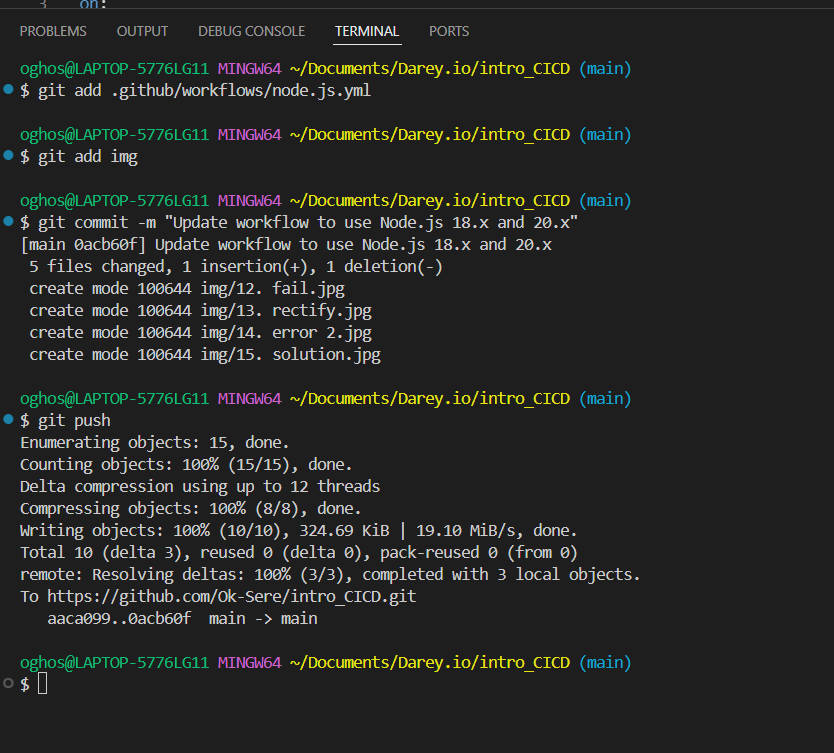 3 on:
PROBLEMS OUTPUT DEBUG CONSOLE TERMINAL PORTS
oghos@LAPTOP-5776LG11 MINGW64 ~/Documents/Darey.io/intro_CICD (main)
$ git add .github/workflows/node.js.yml
oghos@LAPTOP-5776LG11 MINGW64 ~/Documents/Darey.io/intro_CICD (main)
$ git add img
oghos@LAPTOP-5776LG11 MINGW64 ~/Documents/Darey.io/intro_CICD (main)
$ git commit -m "Update workflow to use Node.js 18.x and 20.x"
[main 0acb60f] Update workflow to use Node.js 18.x and 20.x
5 files changed, 1 insertion(+), 1 deletion(-)
create mode 100644 img/12. fail.jpg
create mode 100644 img/13. rectify.jpg
create mode 100644 img/14. error 2.jpg
create mode 100644 img/15. solution.jpg
oghos@LAPTOP-5776LG11 MINGW64 ~/Documents/Darey.io/intro_CICD (main)
$ git push
Enumerating objects: 15, done.
Counting objects: 100% (15/15), done.
Delta compression using up to 12 threads
Compressing objects: 100% (8/8), done.
Writing objects: 100% (10/10), 324.69 KiB | 19.10 MiB/s, done.
Total 10 (delta 3), reused 0 (delta 0), pack-reused 0 (from 0)
remote: Resolving deltas: 100% (3/3), completed with 3 local objects.
To https://github.com/Ok-Sere/intro_CICD.git
aaca099..0acb60f main -> main
oghos@LAPTOP-5776LG11 MINGW64 ~/Documents/Darey.io/intro_CICD (main)
$